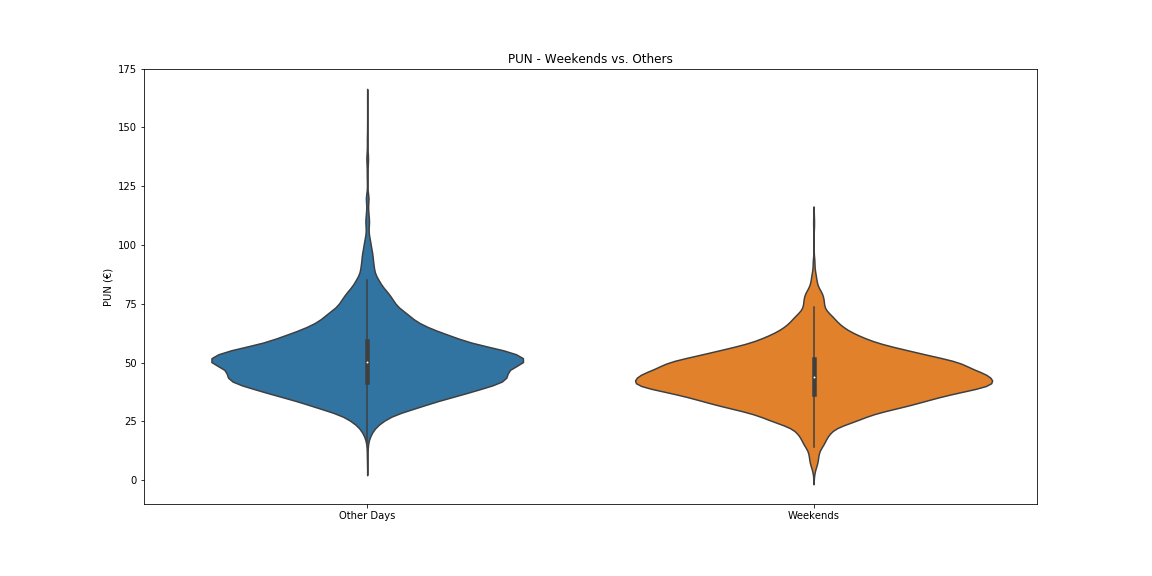 PUN - Weekends vs. Others
175
150
125
100
75
50
25
0
PUN (€)
Other Days
Weekends